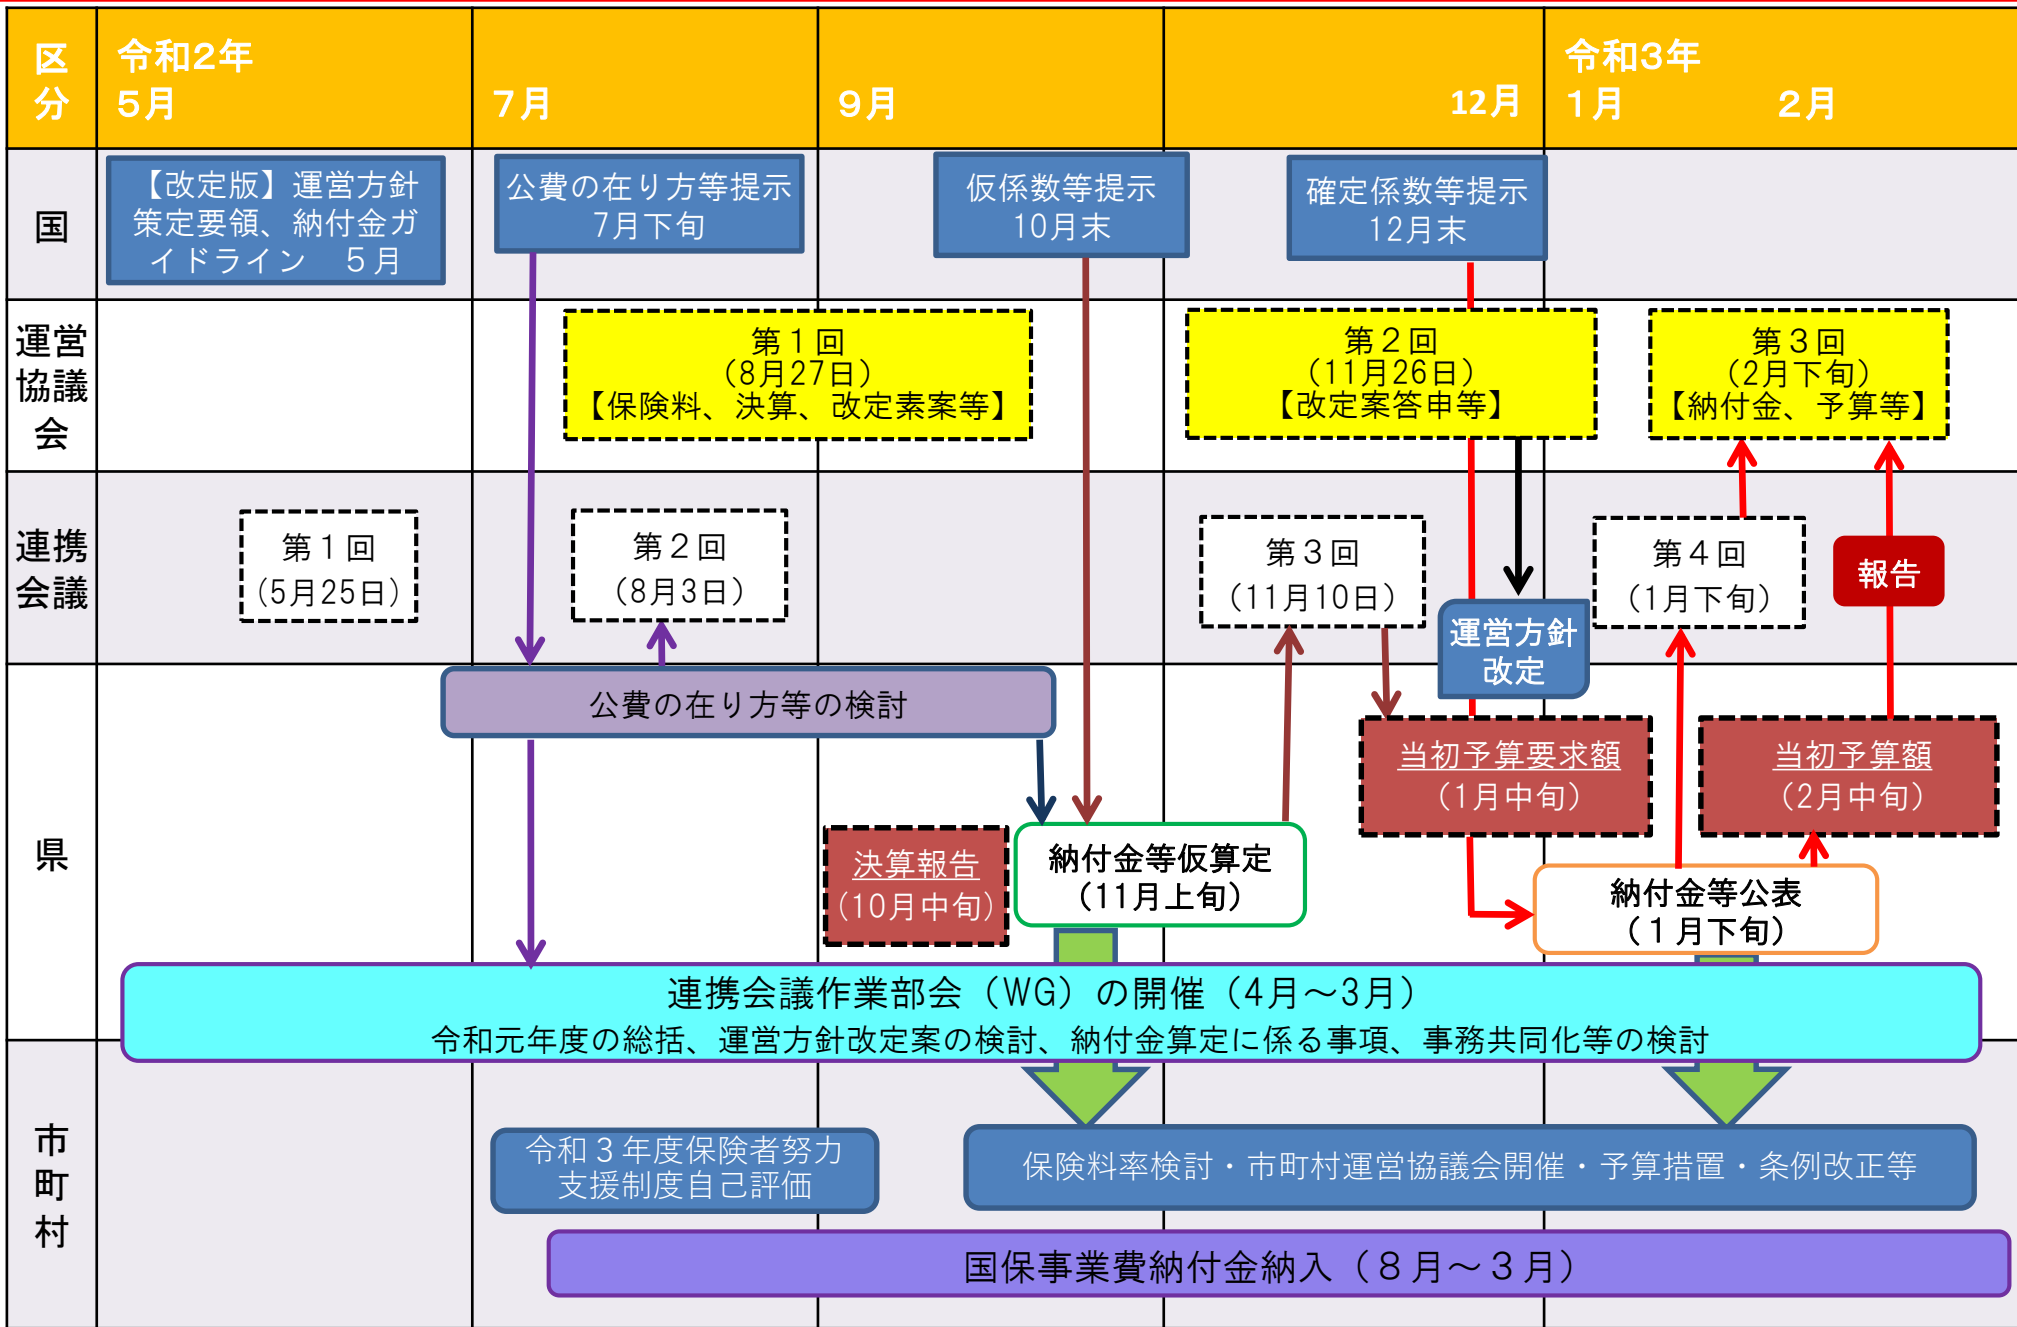 区
分
令和2年
5月
7月
9月
12月
令和3年
1月
2月
国
【改定版】運営方針
策定要領、納付金ガ
イドライン　5月
公費の在り方等提示
7月下旬
仮係数等提示
10月末
確定係数等提示
12月末
運営
協議
会
第1回
（8月27日）
【保険料、決算、改定素案等】
第2回
（11月26日）
【改定案答申等】
第3回
（2月下旬）
【納付金、予算等】
連携
会議
第1回
（5月25日）
第2回
（8月3日）
第3回
（11月10日）
運営方針
改定
第4回
（1月下旬）
報告
県
公費の在り方等の検討
決算報告
（10月中旬）
納付金等仮算定
（11月上旬）
当初予算要求額
（1月中旬）
当初予算額
（2月中旬）
納付金等公表
（1月下旬）
連携会議作業部会（WG）の開催（4月～3月）
令和元年度の総括、運営方針改定案の検討、納付金算定に係る事項、事務共同化等の検討
市
町
村
令和3年度保険者努力
支援制度自己評価
保険料率検討・市町村運営協議会開催・予算措置・条例改正等
国保事業費納付金納入（8月～3月）